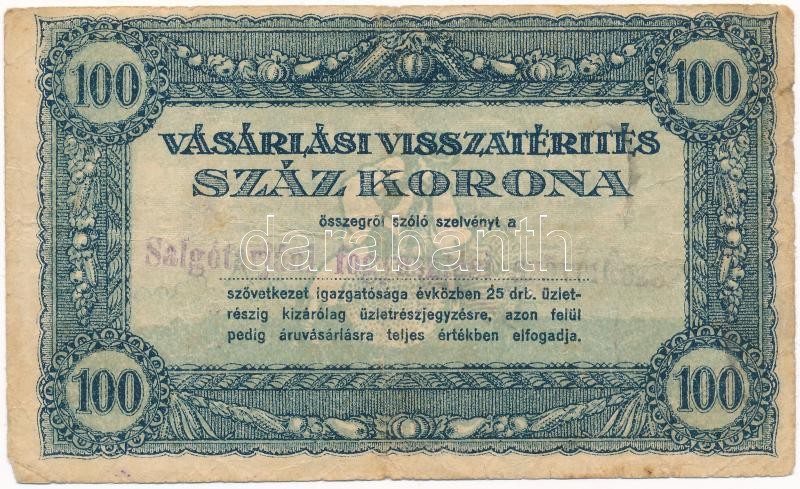 100 100
VÁSÁRLÁSI VISSZATÉRITÉS
SZÁZ KORONA
összegről szóló szelvényt a
darabanth
szövetkezet igazgatósága évközben 25 drb. üzlet-
részig kizárólag üzletrészjegyzésre, azon felül
pedig áruvásárlásra teljes értékben elfogadja.
100 100